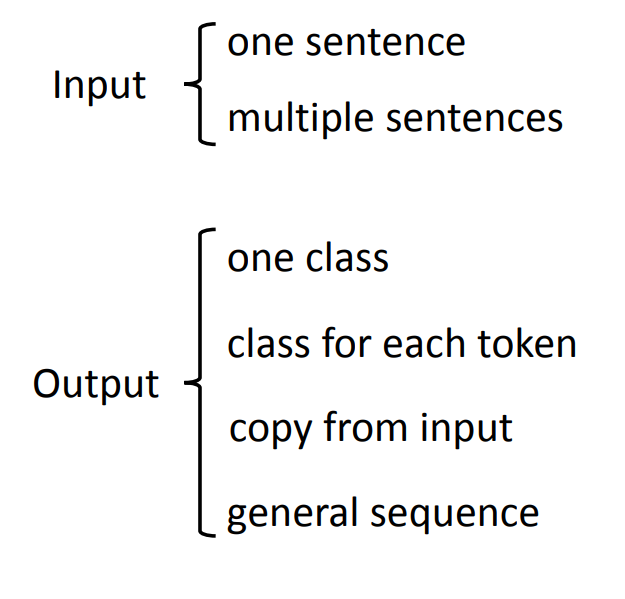 Input
one sentence
multiple sentences
Output
one class
class for each token
copy from input
general sequence